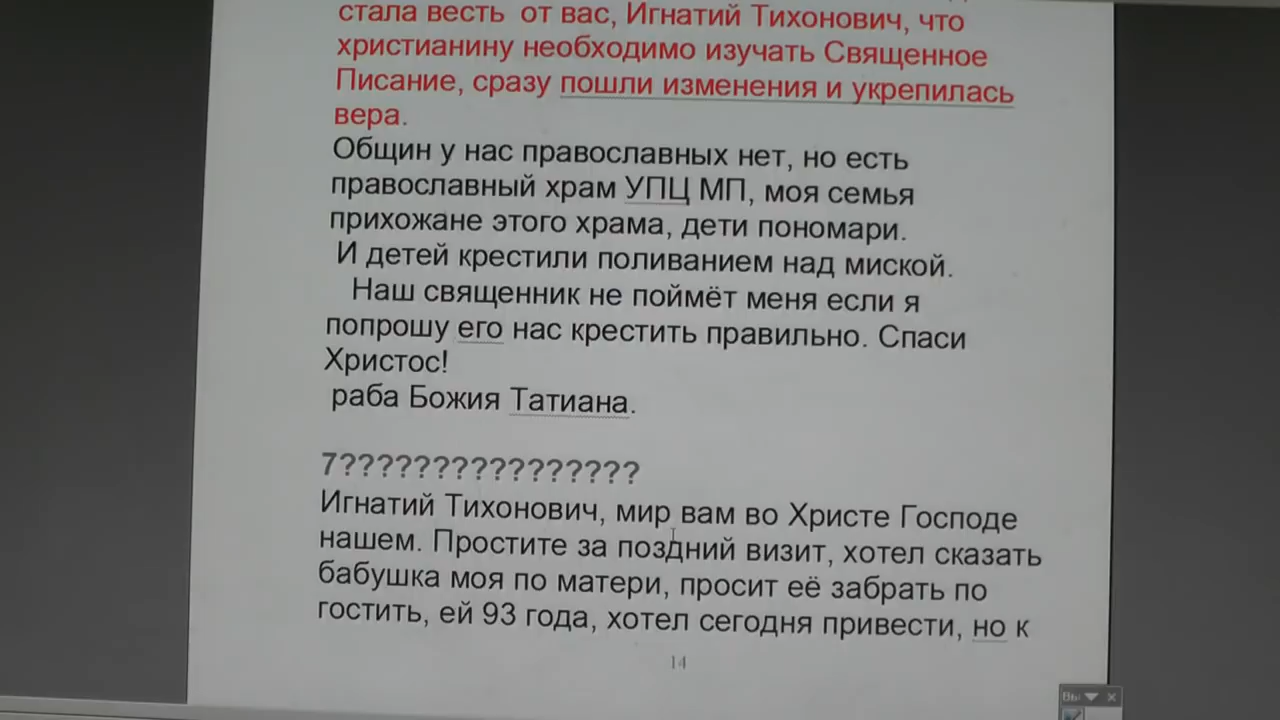 стала весть от вас, Игнатий Тихонович, что
христианину необходимо изучать Священное
Писание, сразу пошли изменения и укрепилась
вера.
Общин у нас православных нет, но есть
православный храм УПЦ МП, моя семья
прихожане этого храма, дети пономари.
И детей крестили поливанием над миской.
Наш священник не поймёт меня если я
попрошу его нас крестить правильно. Спаси
Христос!
раба Божия Татиана.
7????????????????
Игнатий Тихонович, мир вам во Христе Господе
нашем. Простите за поздний визит, хотел сказать
бабушка моя по матери, просит её забрать по
гостить, ей 93 года, хотел сегодня привести, но к
14
Вы